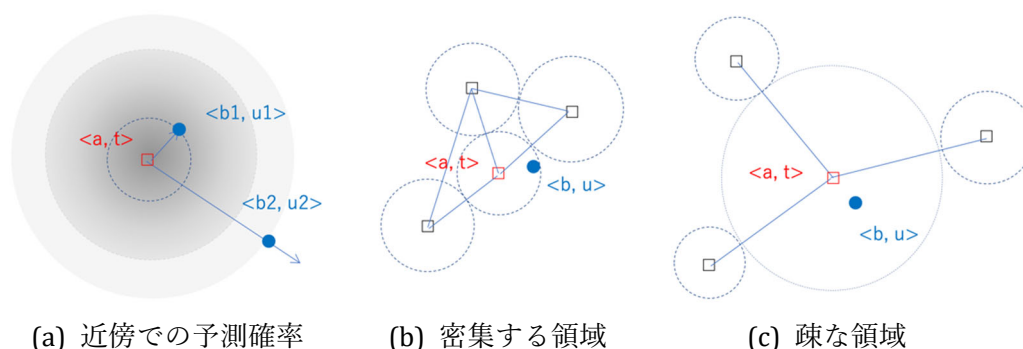 <b1, u1>
<a, t>
<b2, u2>
(a) 近傍での予測確率
<a, t>
<b, u>
(b) 密集する領域
<a, t>
<b, u>
(c) 疎な領域